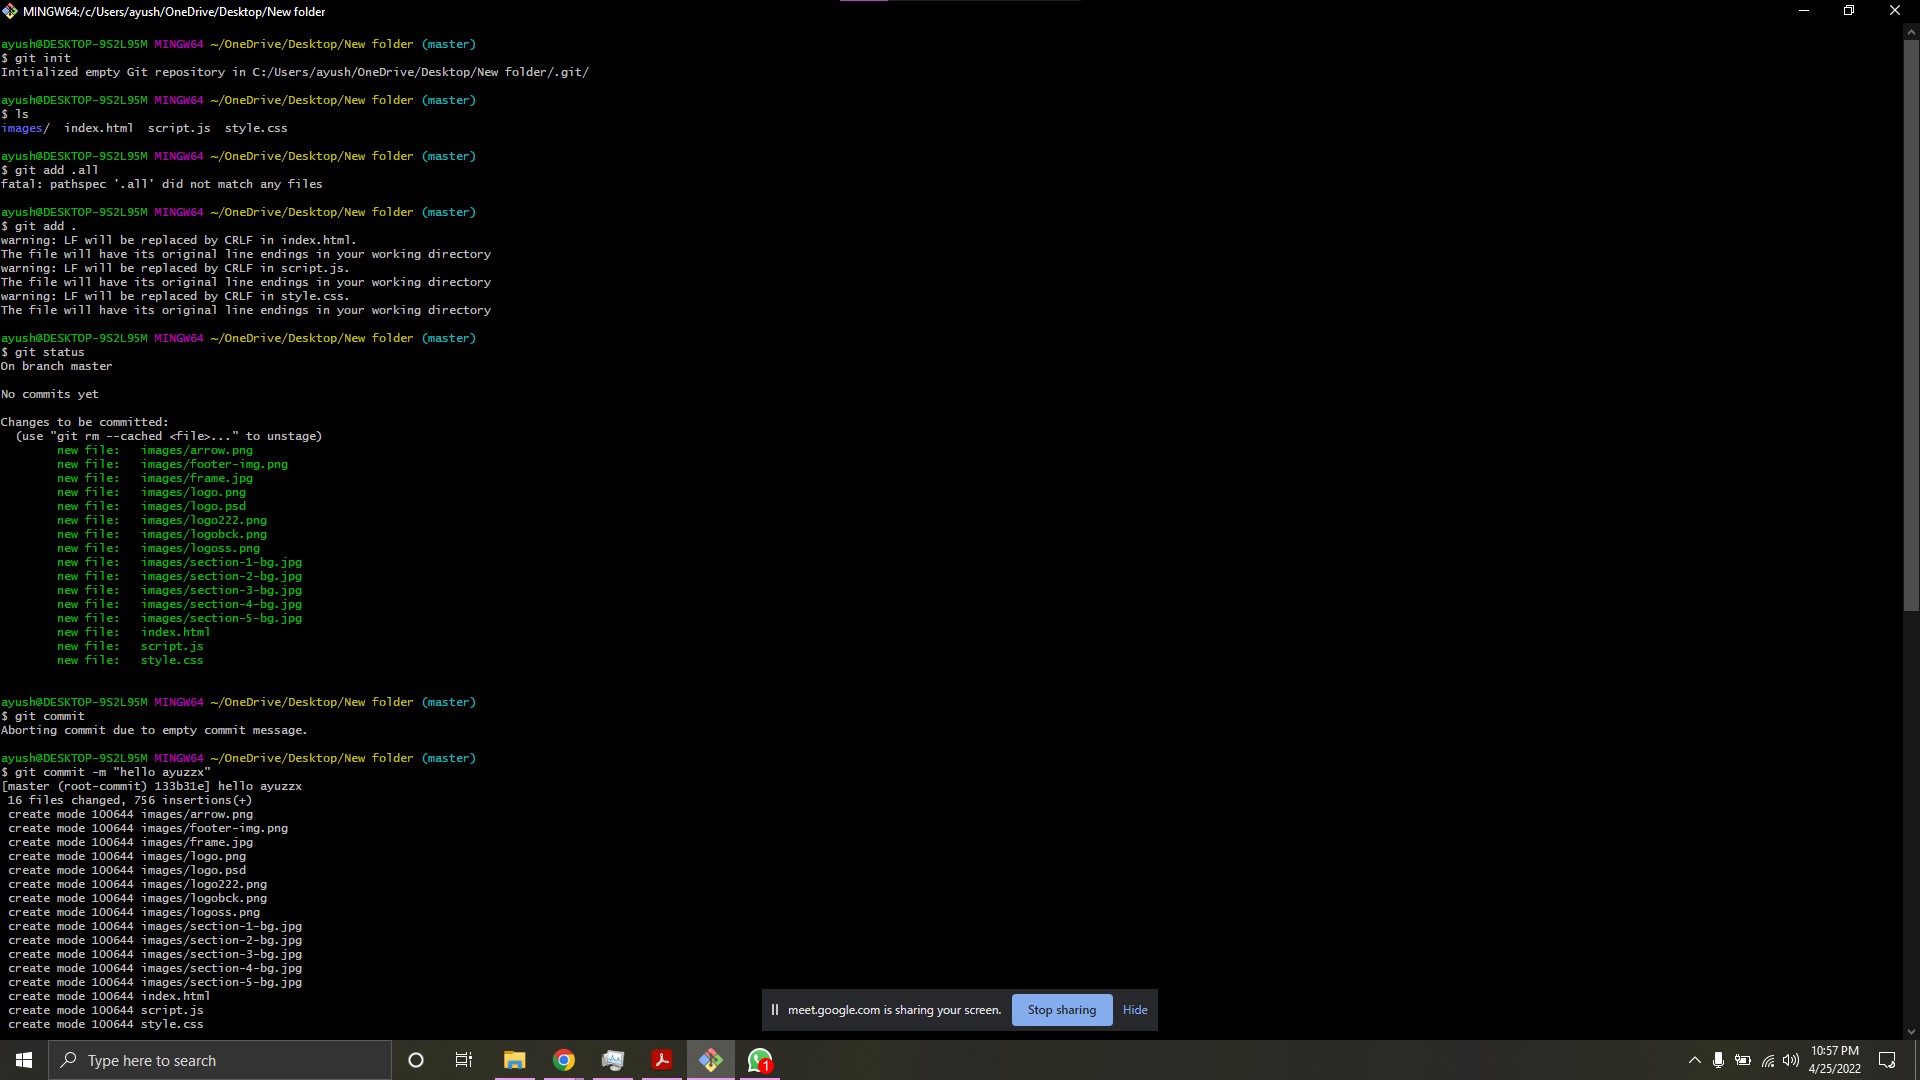 MINGW64:/c/Users/ayush/OneDrive/Desktop/New folder
ayush@DESKTOP-9S2L95M MINGW64 ~/OneDrive/Desktop/New folder (master)
$ git init
Initialized empty Git repository in C:/Users/ayush/OneDrive/Desktop/New folder/.git/
ayush@DESKTOP-9S2L95M MINGW64 ~/OneDrive/Desktop/New folder (master)
$ ls
images/  index.html  script.js  style.css
ayush@DESKTOP-9S2L95M MINGW64 ~/OneDrive/Desktop/New folder (master)
$ git add .all
fatal: pathspec '.all' did not match any files
ayush@DESKTOP-9S2L95M MINGW64 ~/OneDrive/Desktop/New folder (master)
$ git add .
warning: LF will be replaced by CRLF in index.html.
The file will have its original line endings in your working directory
warning: LF will be replaced by CRLF in script.js.
The file will have its original line endings in your working directory
warning: LF will be replaced by CRLF in style.css.
The file will have its original line endings in your working directory
ayush@DESKTOP-9S2L95M MINGW64 ~/OneDrive/Desktop/New folder (master)
$ git status
On branch master
No commits yet
Changes to be committed:
  (use "git rm --cached <file>..." to unstage)
        new file:   images/arrow.png
        new file:   images/footer-img.png
        new file:   images/frame.jpg
        new file:   images/logo.png
        new file:   images/logo.psd
        new file:   images/logo222.png
        new file:   images/logobck.png
        new file:   images/logoss.png
        new file:   images/section-1-bg.jpg
        new file:   images/section-2-bg.jpg
        new file:   images/section-3-bg.jpg
        new file:   images/section-4-bg.jpg
        new file:   images/section-5-bg.jpg
        new file:   index.html
        new file:   script.js
        new file:   style.css
ayush@DESKTOP-9S2L95M MINGW64 ~/OneDrive/Desktop/New folder (master)
$ git commit
Aborting commit due to empty commit message.
ayush@DESKTOP-9S2L95M MINGW64 ~/OneDrive/Desktop/New folder (master)
$ git commit -m "hello ayuzzx"
[master (root-commit) 133b31e] hello ayuzzx
 16 files changed, 756 insertions(+)
 create mode 100644 images/arrow.png
 create mode 100644 images/footer-img.png
 create mode 100644 images/frame.jpg
 create mode 100644 images/logo.png
 create mode 100644 images/logo.psd
 create mode 100644 images/logo222.png
 create mode 100644 images/logobck.png
 create mode 100644 images/logoss.png
 create mode 100644 images/section-1-bg.jpg
 create mode 100644 images/section-2-bg.jpg
 create mode 100644 images/section-3-bg.jpg
 create mode 100644 images/section-4-bg.jpg
 create mode 100644 images/section-5-bg.jpg
 create mode 100644 index.html
 create mode 100644 script.js
 create mode 100644 style.css
meet.google.com is sharing your screen. Stop sharing Hide
Type here to search
1
10:57 PM
4/25/2022